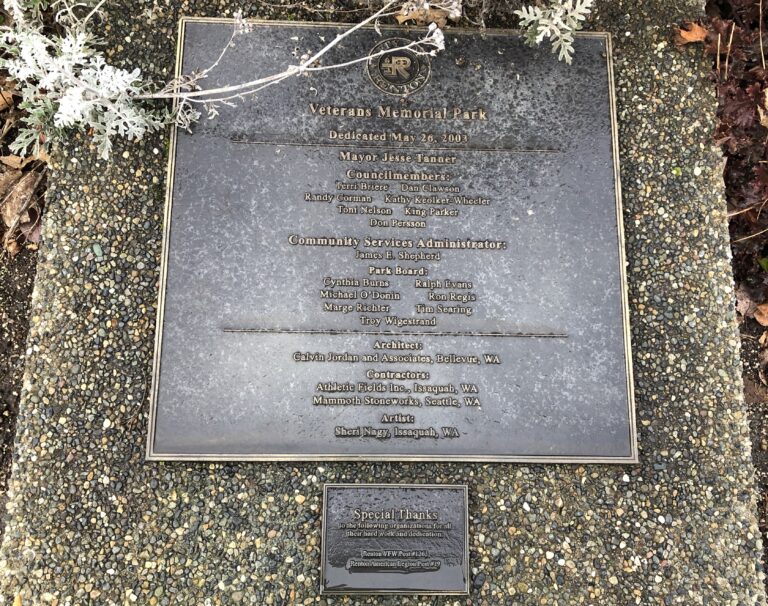 RENTON
Veterans Memorial Park
Dedicated May 26, 2003
Mayor Jesse Tanner
Councilmembers:
Terri Briere Dan Clawson
Randy Corman Kathy Keolker-Wheeler
Toni Nelson King Parker
Don Persson
Community Services Administrator:
James E. Shepherd
Park Board:
Cynthia Burns Ralph Evans
Michael O'Donin Ron Regis
Marge Richter Tim Searing
Troy Wigestrand
Architect:
Calvin Jordan and Associates, Bellevue, WA
Contractors:
Athletic Fields Inc., Issaquah, WA
Mammoth Stoneworks, Seattle, WA
Artist:
Sheri Nagy, Issaquah, WA
Special Thanks
to the following organizations for all
their hard work and dedication.
Renton VFW Post #1263
Renton American Legion Post #19